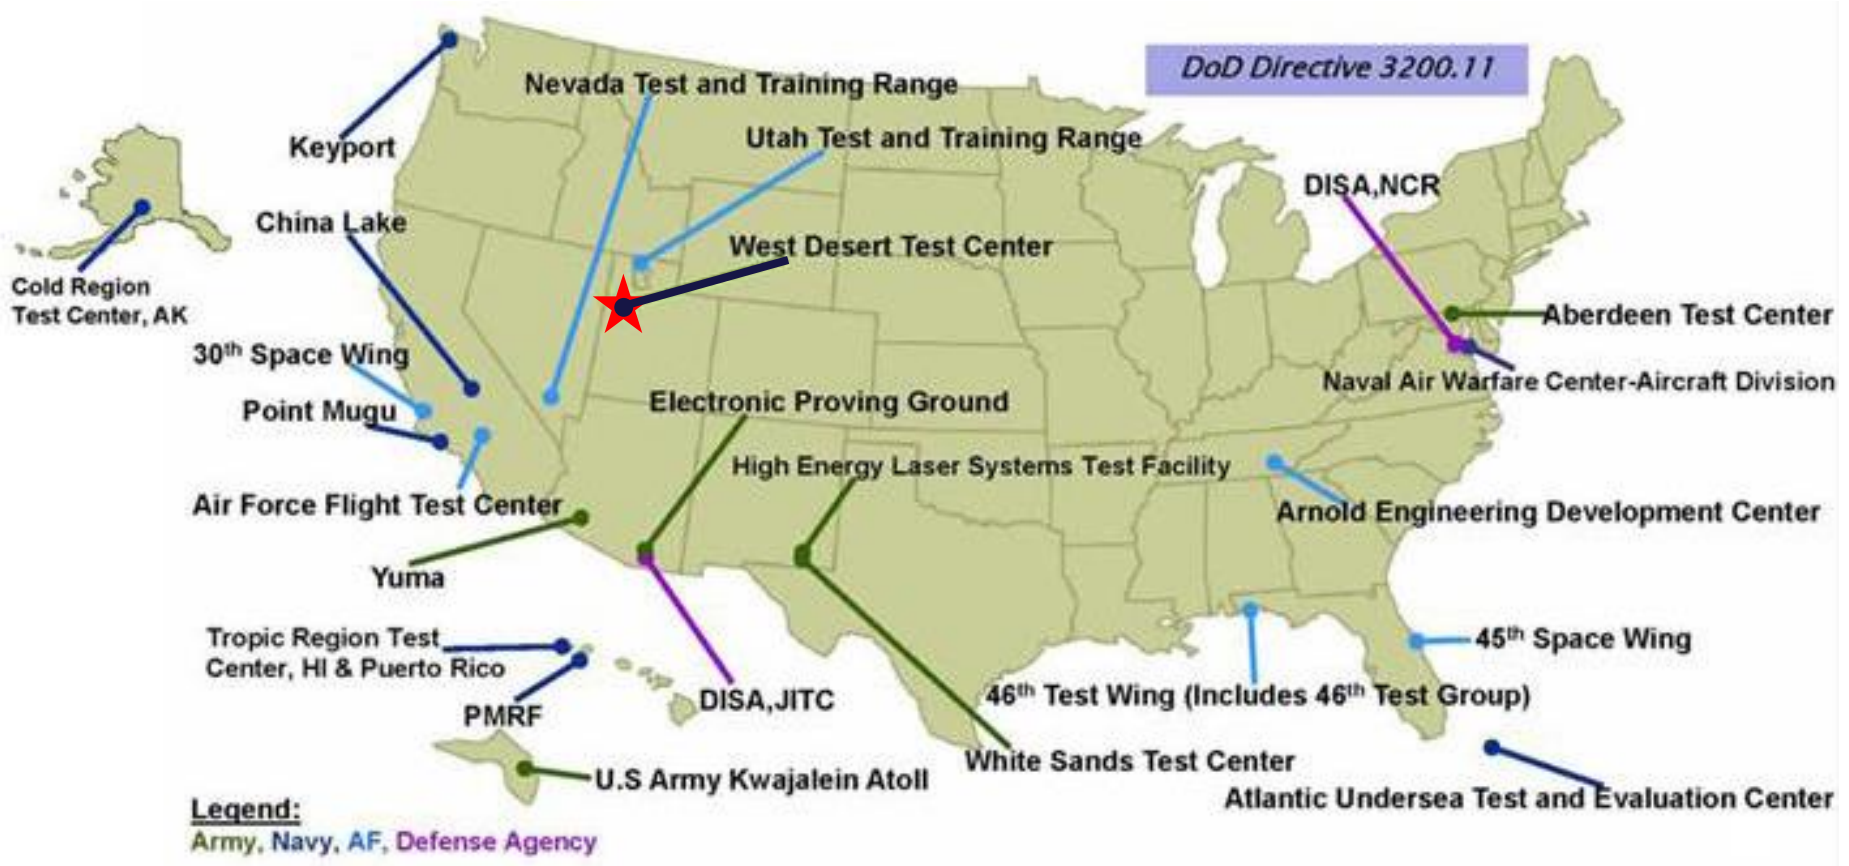 DoD Directive 3200.11
Nevada Test and Training Range
Utah Test and Training Range
Keyport
DISA,NCR
China Lake
West Desert Test Center
Cold Region
Test Center, AK
Aberdeen Test Center
30th Space Wing
Naval Air Warfare Center-Aircraft Division
Point Mugu
Electronic Proving Ground
High Energy Laser Systems Test Facility
Air Force Flight Test Center
Arnold Engineering Development Center
Yuma
Tropic Region Test
Center, HI & Puerto Rico
45th Space Wing
46th Test Wing (Includes 46th Test Group)
DISA,JITC
PMRF
White Sands Test Center
U.S Army Kwajalein Atoll
Atlantic Undersea Test and Evaluation Center
Legend:
Army, Navy, AF, Defense Agency